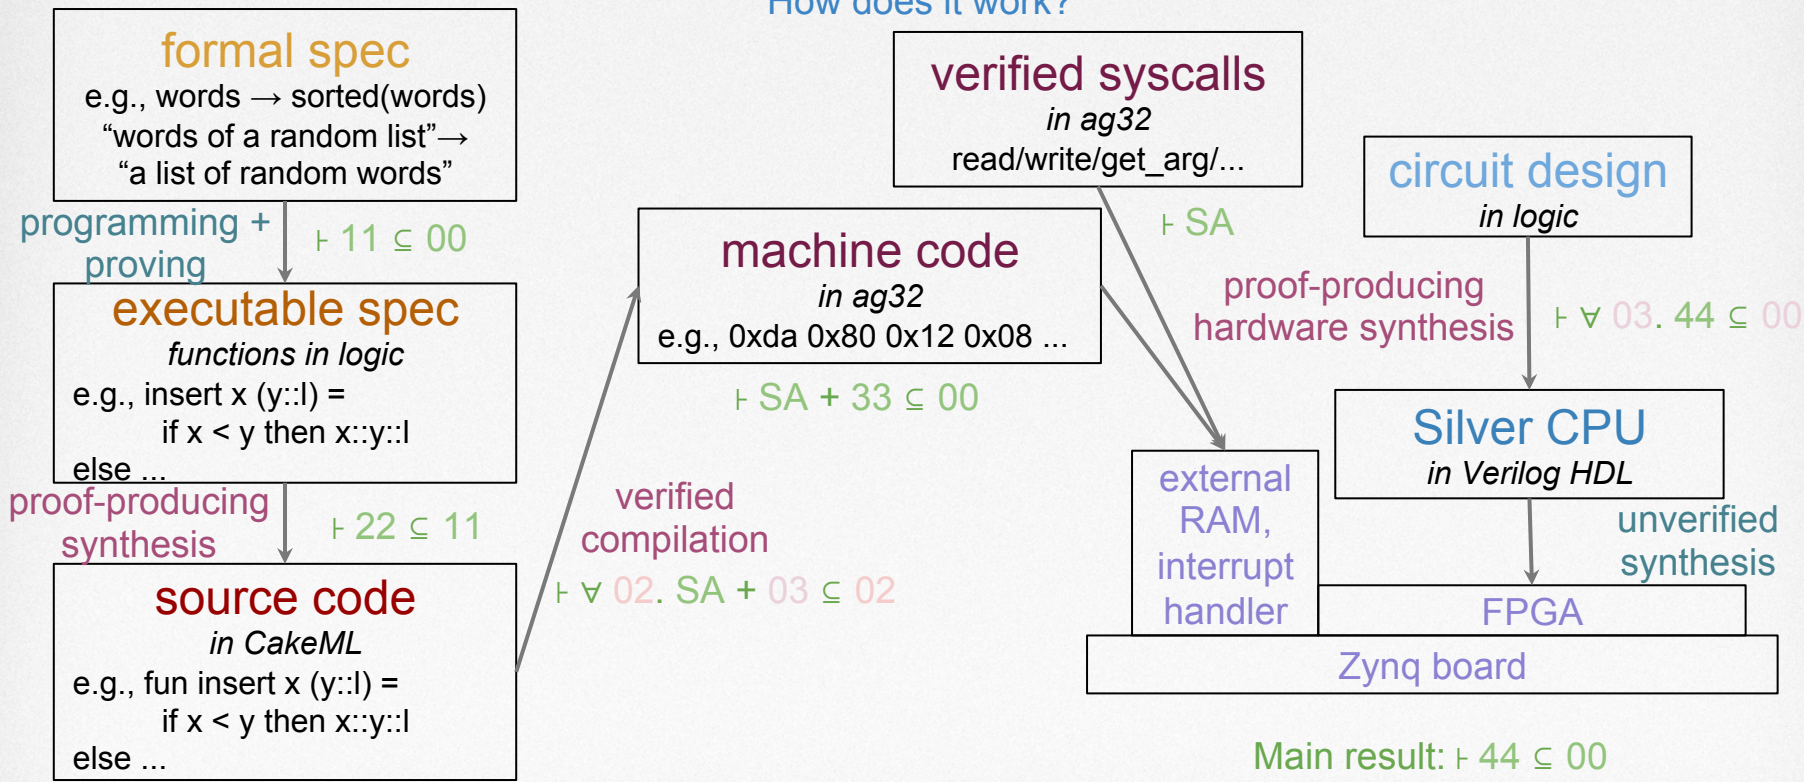 How does it work?
formal spec
e.g., words → sorted(words)
“words of a random list”→
“a list of random words”
programming +
proving
⊦ 11 ⊆ 00
executable spec
functions in logic
e.g., insert x (y::l) =
if x < y then x::y::l
else ...
proof-producing
synthesis
⊦ 22 ⊆ 11
source code
in CakeML
e.g., fun insert x (y::l) =
if x < y then x::y::l
else ...
verified
compilation
⊦ ∀ 02. SA + 03 ⊆ 02
machine code
in ag32
e.g., 0xda 0x80 0x12 0x08 ...
⊦ SA + 33 ⊆ 00
verified syscalls
in ag32
read/write/get_arg/...
⊦ SA
circuit design
in logic
proof-producing
hardware synthesis
⊦ ∀ 03. 44 ⊆ 00
Silver CPU
in Verilog HDL
unverified
synthesis
external
RAM,
interrupt
handler
FPGA
Zynq board
Main result: ⊦ 44 ⊆ 00